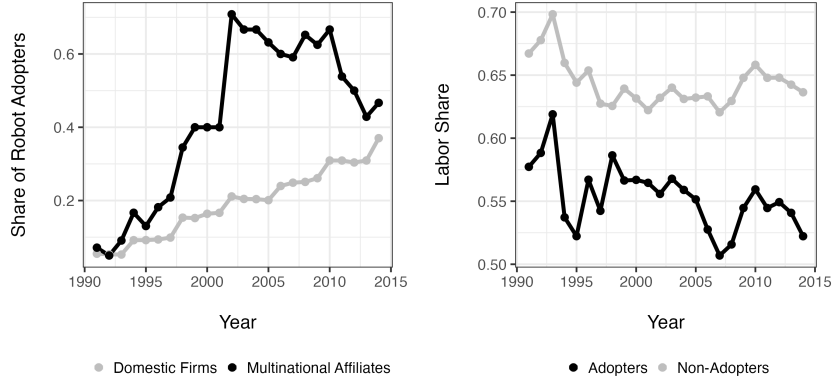 Share of Robot Adopters
0.6
0.4
0.2
1990 1995 2000 2005 2010 2015
Year
Domestic Firms Multinational Affiliates
Labor Share
0.70
0.65
0.60
0.55
0.50
1990 1995 2000 2005 2010 2015
Year
Adopters Non-Adopters